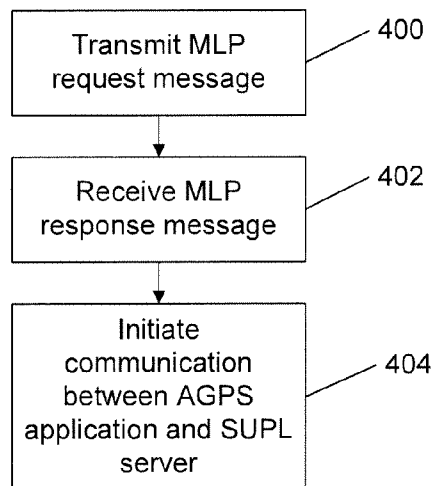 Transmit MLP
request message
400
Receive MLP
response message
402
Initiate
communication
between AGPS
application and SUPL
server
404